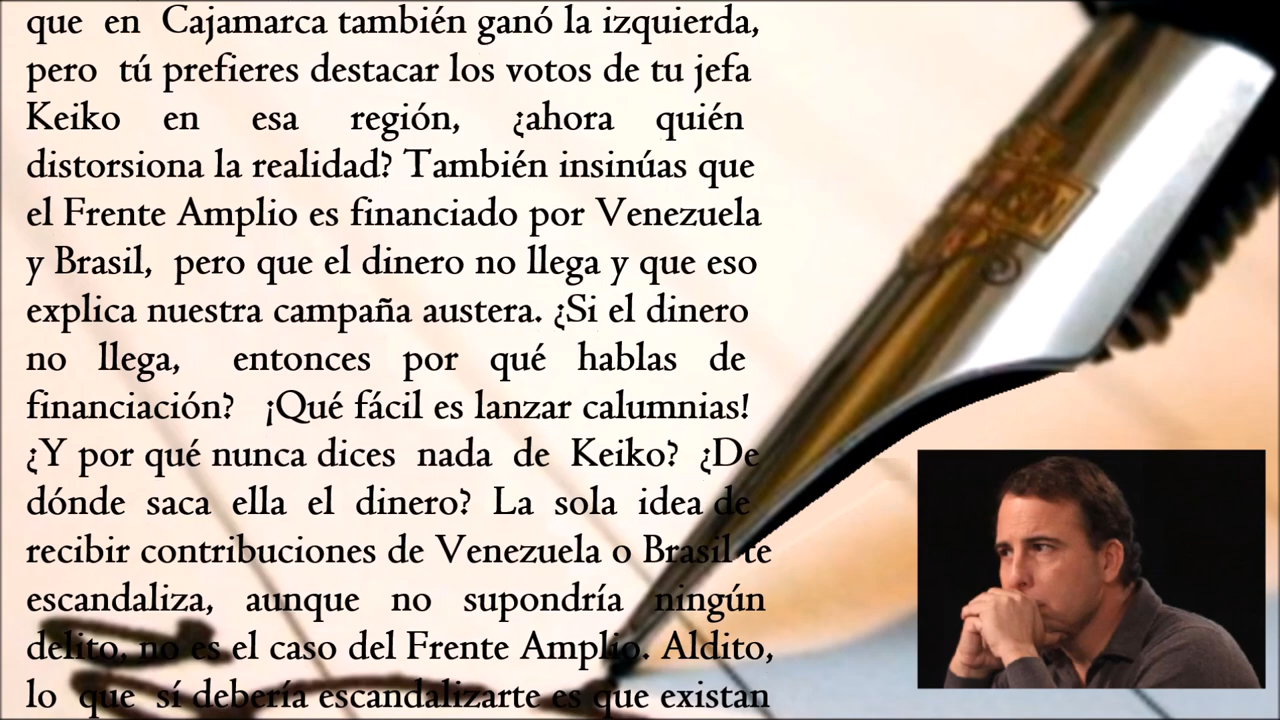 que en Cajamarca también ganó la izquierda,
pero tú prefieres destacar los votos de tu jefa
Keiko en esa región, ¿ahora quién
distorsiona la realidad? También insinúas que
el Frente Amplio es financiado por Venezuela
y Brasil, pero que el dinero no llega y que eso
explica nuestra campaña austera. ¿Si el dinero
no llega, entonces por qué hablas de
financiación? ¡Qué fácil es lanzar calumnias!
¿Y por qué nunca dices nada de Keiko? ¿De
dónde saca ella el dinero? La sola idea de
recibir contribuciones de Venezuela o Brasil te
escandaliza, aunque no supondría ningún
delito, no es el caso del Frente Amplio. Aldito,
lo que sí debería escandalizarte es que existan